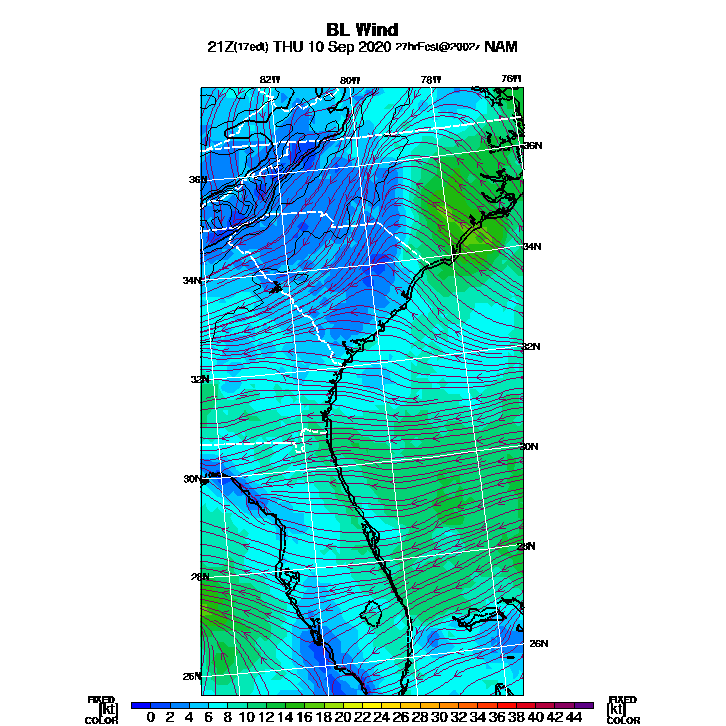 BL Wind
21Z(17edt) THU 10 Sep 2020 27hrFcst@2002z NAM
82W 80W 78W 76W
36N 36N
34N 34N
32N 32N
30N 30N
28N 28N
26N 26N
FIXED FIXED
[kt] 0 2 4 6 8 10 12 14 16 18 20 22 24 26 28 30 32 34 36 38 40 42 44 [kt]
COLOR COLOR